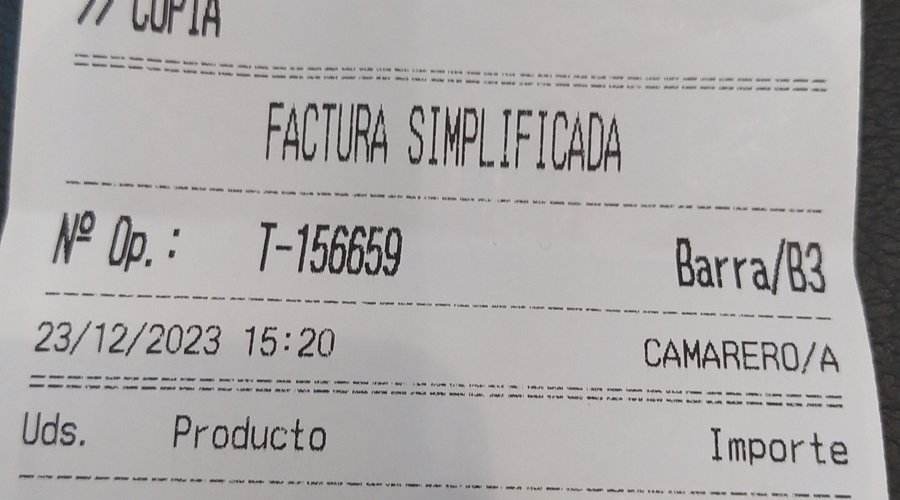 // COPIA
FACTURA SIMPLIFICADA
Nº Op.: T-156659 Barra/B3
23/12/2023 15:20 CAMARERO/A
Uds. Producto Importe